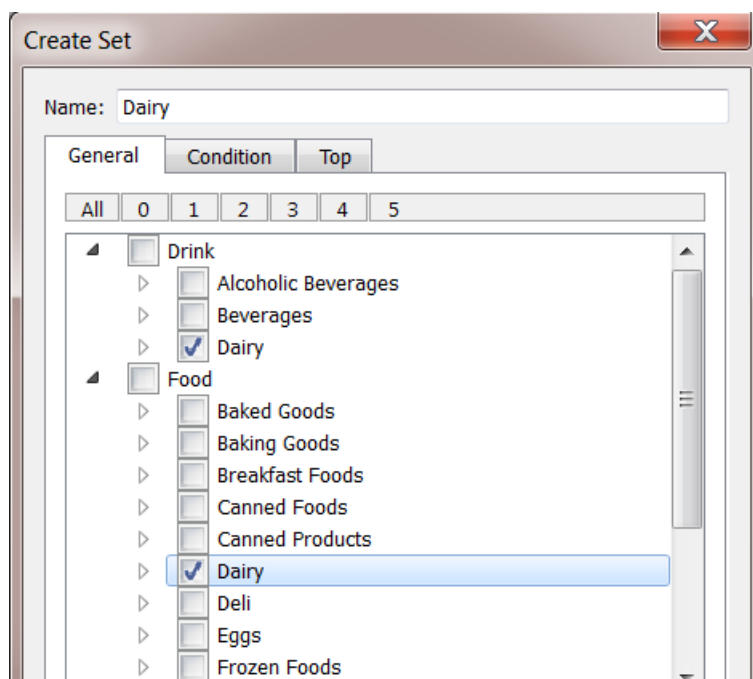 Create Set
Name: Dairy
General Condition Top
All 0 1 2 3 4 5
Drink
Alcoholic Beverages
Beverages
Dairy
Food
Baked Goods
Baking Goods
Breakfast Foods
Canned Foods
Canned Products
Dairy
Deli
Eggs
Frozen Foods